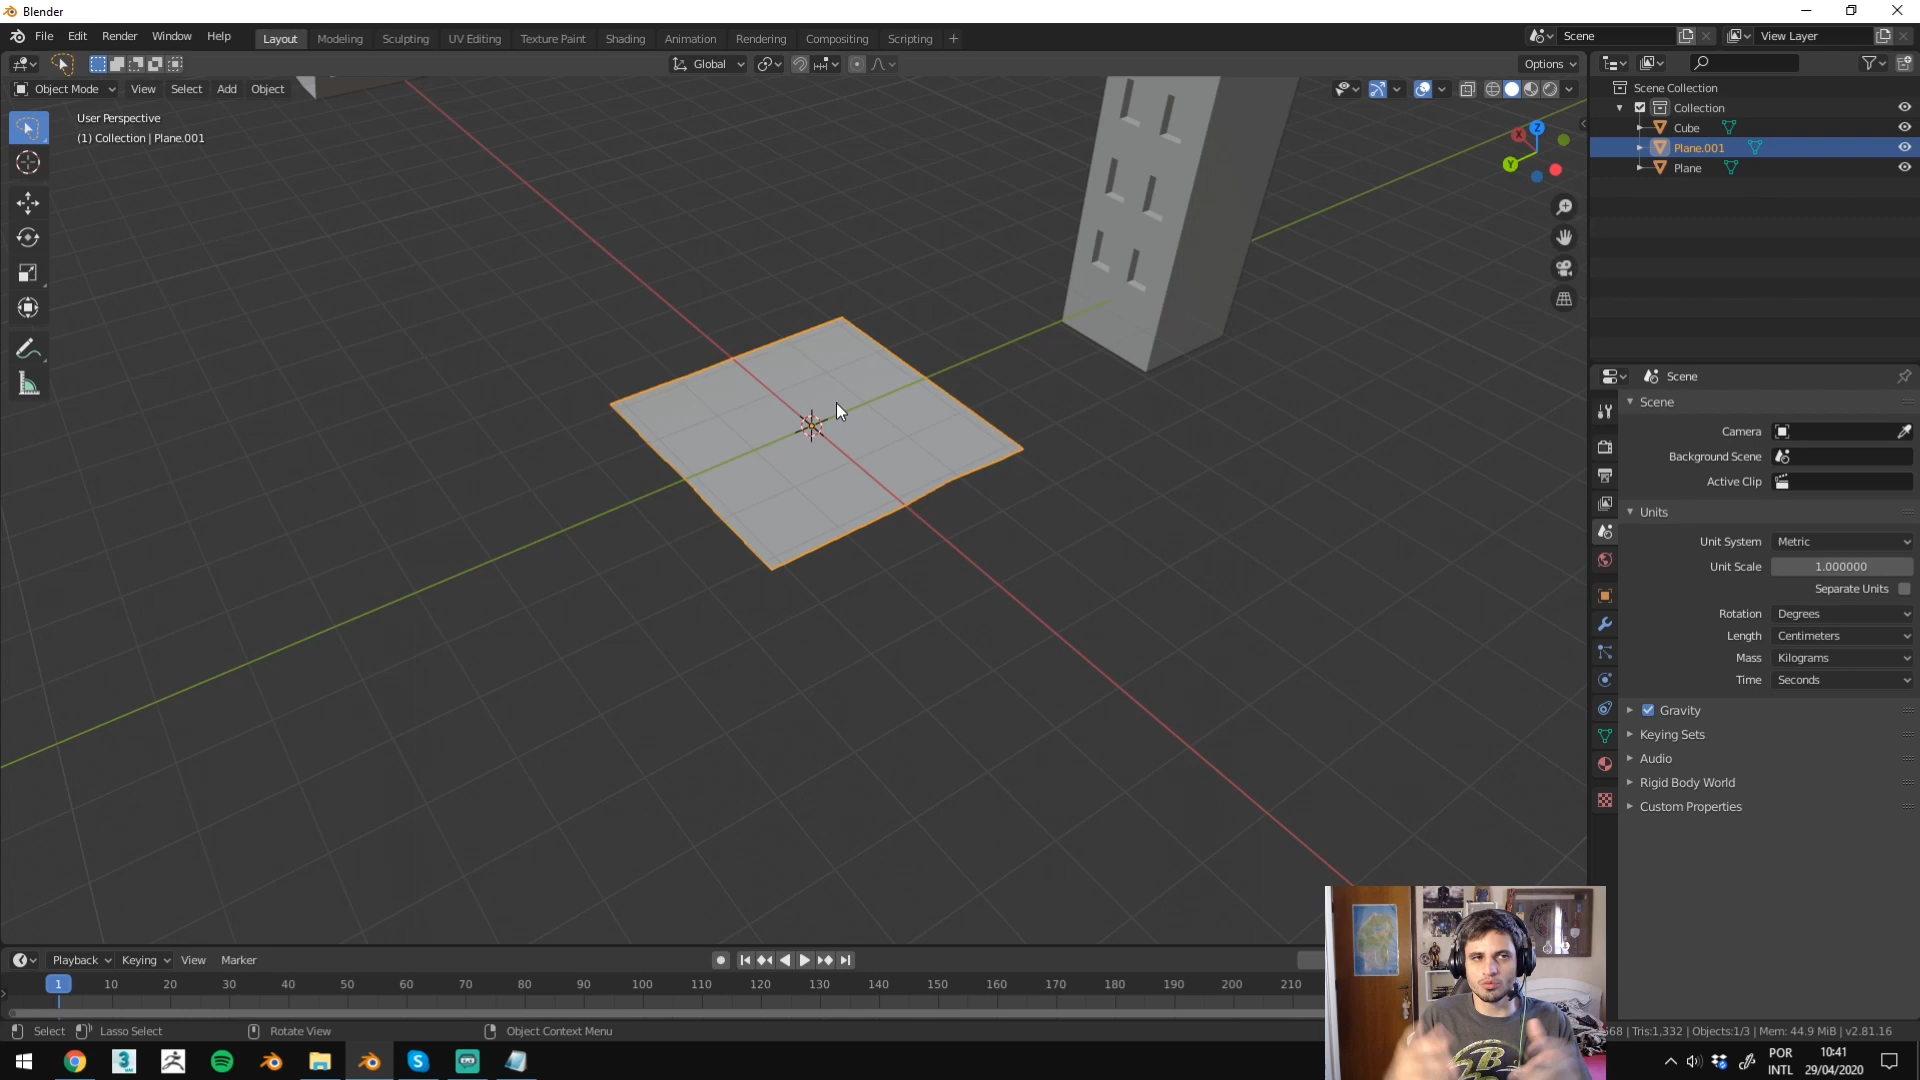 Blender
File Edit Render Window Help Layout Modeling Sculpting UV Editing Texture Paint Shading Animation Rendering Compositing Scripting + Scene View Layer
Global Options
Object Mode View Select Add Object
User Perspective
(1) Collection | Plane.001
X
Y
Z
Scene Collection
Collection
Cube
Plane.001
Plane
Scene
Scene
Camera
Background Scene
Active Clip
Units
Unit System Metric
Unit Scale 1.000000
Separate Units
Rotation Degrees
Length Centimeters
Mass Kilograms
Time Seconds
Gravity
Keying Sets
Audio
Rigid Body World
Custom Properties
Playback Keying View Marker
1 10 20 30 40 50 60 70 80 90 100 110 120 130 140 150 160 170 180 190 200 210
Select Lasso Select Rotate View Object Context Menu
568 | Tris:1,332 | Objects:1/3 | Mem: 44.9 MiB | v2.81.16
POR
INTL
10:41
29/04/2020